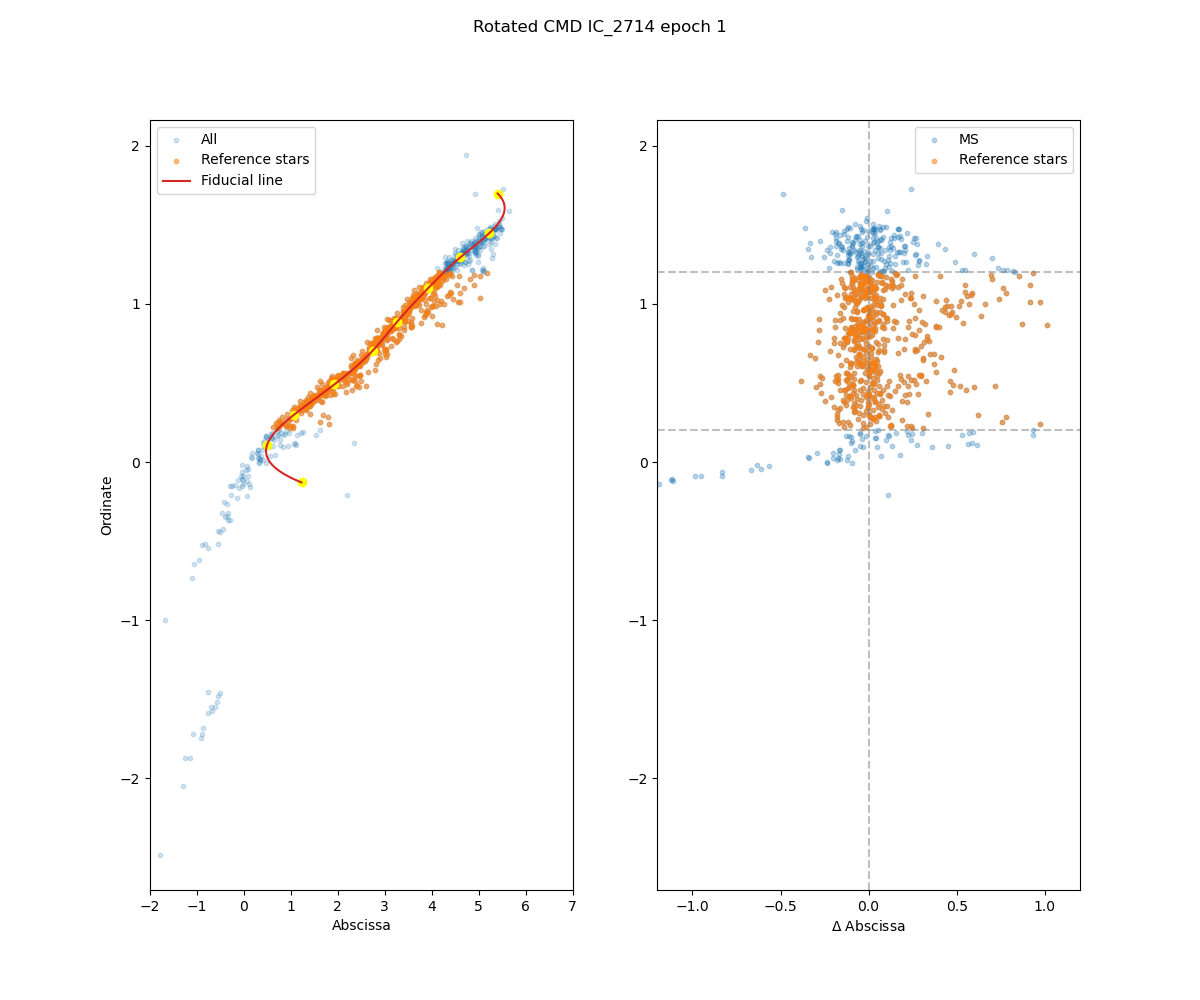 Rotated CMD IC_2714 epoch 1
All
Reference stars
Fiducial line
2
1
0
−1
−2
Ordinate
−2 −1 0 1 2 3 4 5 6 7
Abscissa
MS
Reference stars
2
1
0
−1
−2
−1.0 −0.5 0.0 0.5 1.0
Δ Abscissa